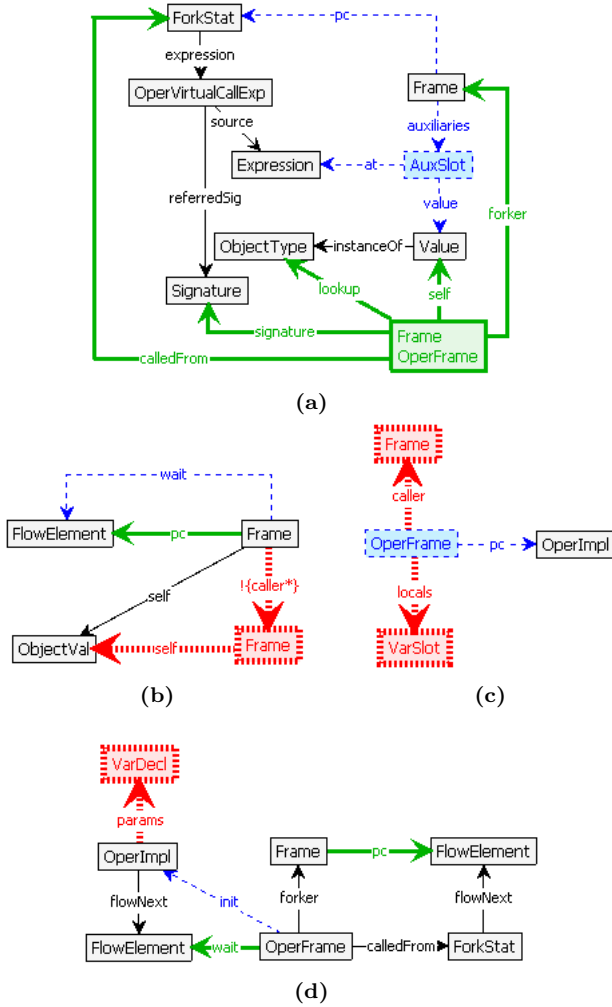 ForkStat
pc
expression
OperVirtualCallExp
Frame
source
auxiliaries
Expression
at
AuxSlot
referredSig
value
forker
ObjectType
instanceOf
Value
Signature
lookup
self
signature
Frame
OperFrame
calledFrom
(a)
wait
FlowElement
pc
Frame
self
!{caller*}
ObjectVal
self
Frame
(b)
Frame
caller
OperFrame
pc
OperImpl
locals
VarSlot
(c)
VarDecl
params
OperImpl
Frame
pc
FlowElement
flowNext
init
forker
flowNext
FlowElement
wait
OperFrame
calledFrom
ForkStat
(d)